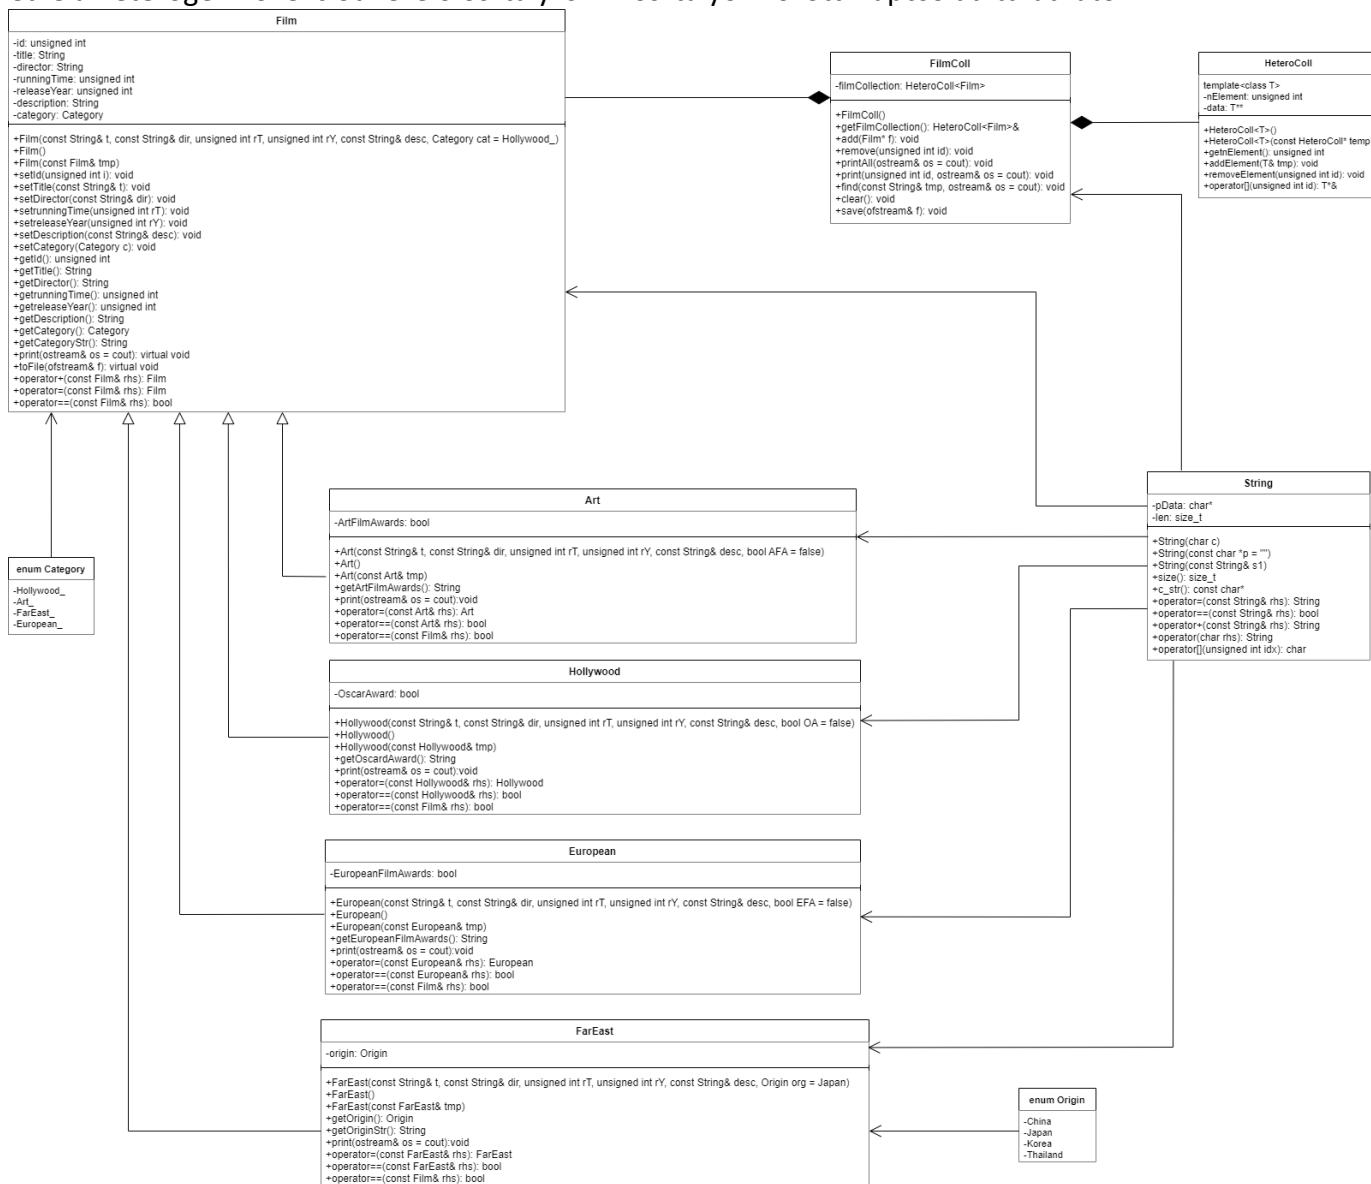 Film
-id: unsigned int
-title: String
-director: String
-runningTime: unsigned int
-releaseYear: unsigned int
-description: String
-category: Category
+Film(const String& t, const String& dir, unsigned int rT, unsigned int rY, const String& desc, Category cat = Hollywood_)
+Film()
+Film(const Film& tmp)
+setId(unsigned int i): void
+setTitle(const String& t): void
+setDirector(const String& dir): void
+setrunningTime(unsigned int rT): void
+setreleaseYear(unsigned int rY): void
+setDescription(const String& desc): void
+setCategory(Category c): void
+getId(): unsigned int
+getTitle(): String
+getDirector(): String
+getrunningTime(): unsigned int
+getreleaseYear(): unsigned int
+getDescription(): String
+getCategory(): Category
+getCategoryStr(): String
+print(ostream& os = cout): virtual void
+toFile(ofstream& f): virtual void
+operator+(const Film& rhs): Film
+operator=(const Film& rhs): Film
+operator==(const Film& rhs): bool
FilmColl
-filmCollection: HeteroColl<Film>
+FilmColl()
+getFilmCollection(): HeteroColl<Film>&
+add(Film* f): void
+remove(unsigned int id): void
+printAll(ostream& os = cout): void
+print(unsigned int id, ostream& os = cout): void
+find(const String& tmp, ostream& os = cout): void
+clear(): void
+save(ofstream& f): void
HeteroColl
template<class T>
-nElement: unsigned int
-data: T**
+HeteroColl<T>()
+HeteroColl<T>(const HeteroColl* temp
+getnElement(): unsigned int
+addElement(T& tmp): void
+removeElement(unsigned int id): void
+operator[](unsigned int id): T*&
Art
-ArtFilmAwards: bool
+Art(const String& t, const String& dir, unsigned int rT, unsigned int rY, const String& desc, bool AFA = false)
+Art()
+Art(const Art& tmp)
+getArtFilmAwards(): String
+print(ostream& os = cout):void
+operator=(const Art& rhs): Art
+operator==(const Art& rhs): bool
+operator==(const Film& rhs): bool
String
-pData: char*
-len: size_t
+String(char c)
+String(const char *p = "")
+String(const String& s1)
+size(): size_t
+c_str(): const char*
+operator=(const String& rhs): String
+operator==(const String& rhs): bool
+operator+(const String& rhs): String
+operator(char rhs): String
+operator[](unsigned int idx): char
enum Category
-Hollywood_
-Art_
-FarEast_
-European_
Hollywood
-OscarAward: bool
+Hollywood(const String& t, const String& dir, unsigned int rT, unsigned int rY, const String& desc, bool OA = false)
+Hollywood()
+Hollywood(const Hollywood& tmp)
+getOscardAward(): String
+print(ostream& os = cout):void
+operator=(const Hollywood& rhs): Hollywood
+operator==(const Hollywood& rhs): bool
+operator==(const Film& rhs): bool
European
-EuropeanFilmAwards: bool
+European(const String& t, const String& dir, unsigned int rT, unsigned int rY, const String& desc, bool EFA = false)
+European()
+European(const European& tmp)
+getEuropeanFilmAwards(): String
+print(ostream& os = cout):void
+operator=(const European& rhs): European
+operator==(const European& rhs): bool
+operator==(const Film& rhs): bool
FarEast
-origin: Origin
+FarEast(const String& t, const String& dir, unsigned int rT, unsigned int rY, const String& desc, Origin org = Japan)
+FarEast()
+FarEast(const FarEast& tmp)
+getOrigin(): Origin
+getOriginStr(): String
+print(ostream& os = cout):void
+operator=(const FarEast& rhs): FarEast
+operator==(const FarEast& rhs): bool
+operator==(const Film& rhs): bool
enum Origin
-China
-Japan
-Korea
-Thailand